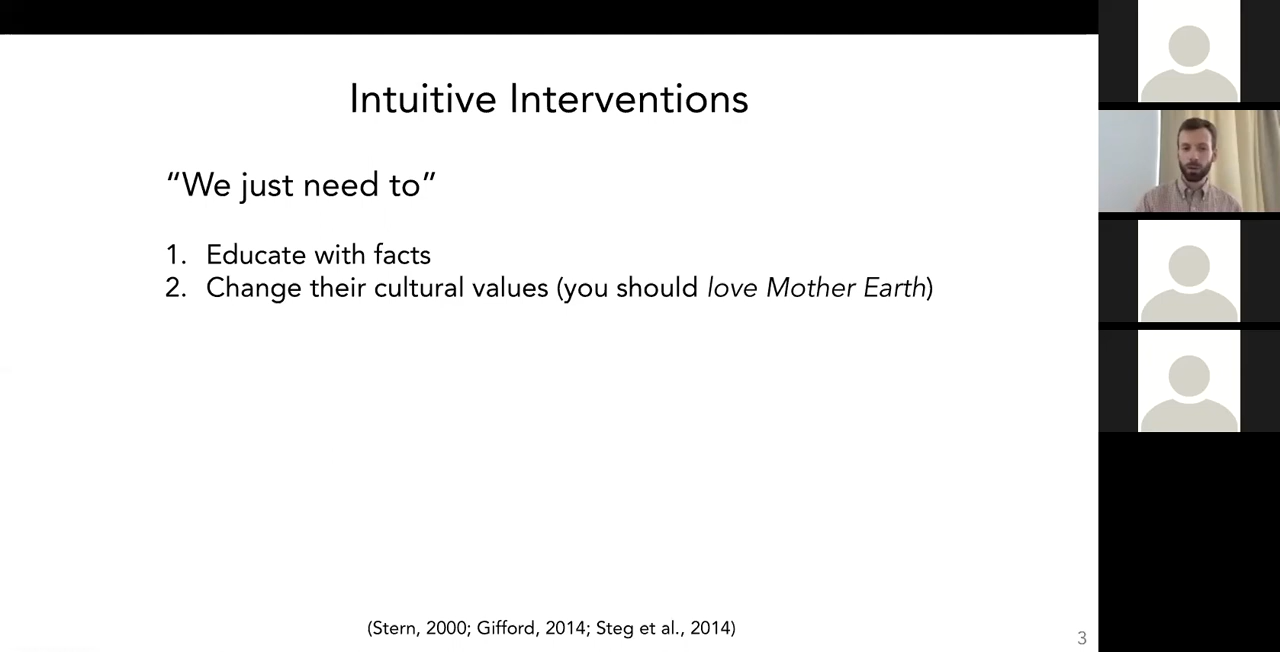 Intuitive Interventions
“We just need to”
1. Educate with facts
2. Change their cultural values (you should love Mother Earth)
(Stern, 2000; Gifford, 2014; Steg et al., 2014)
3